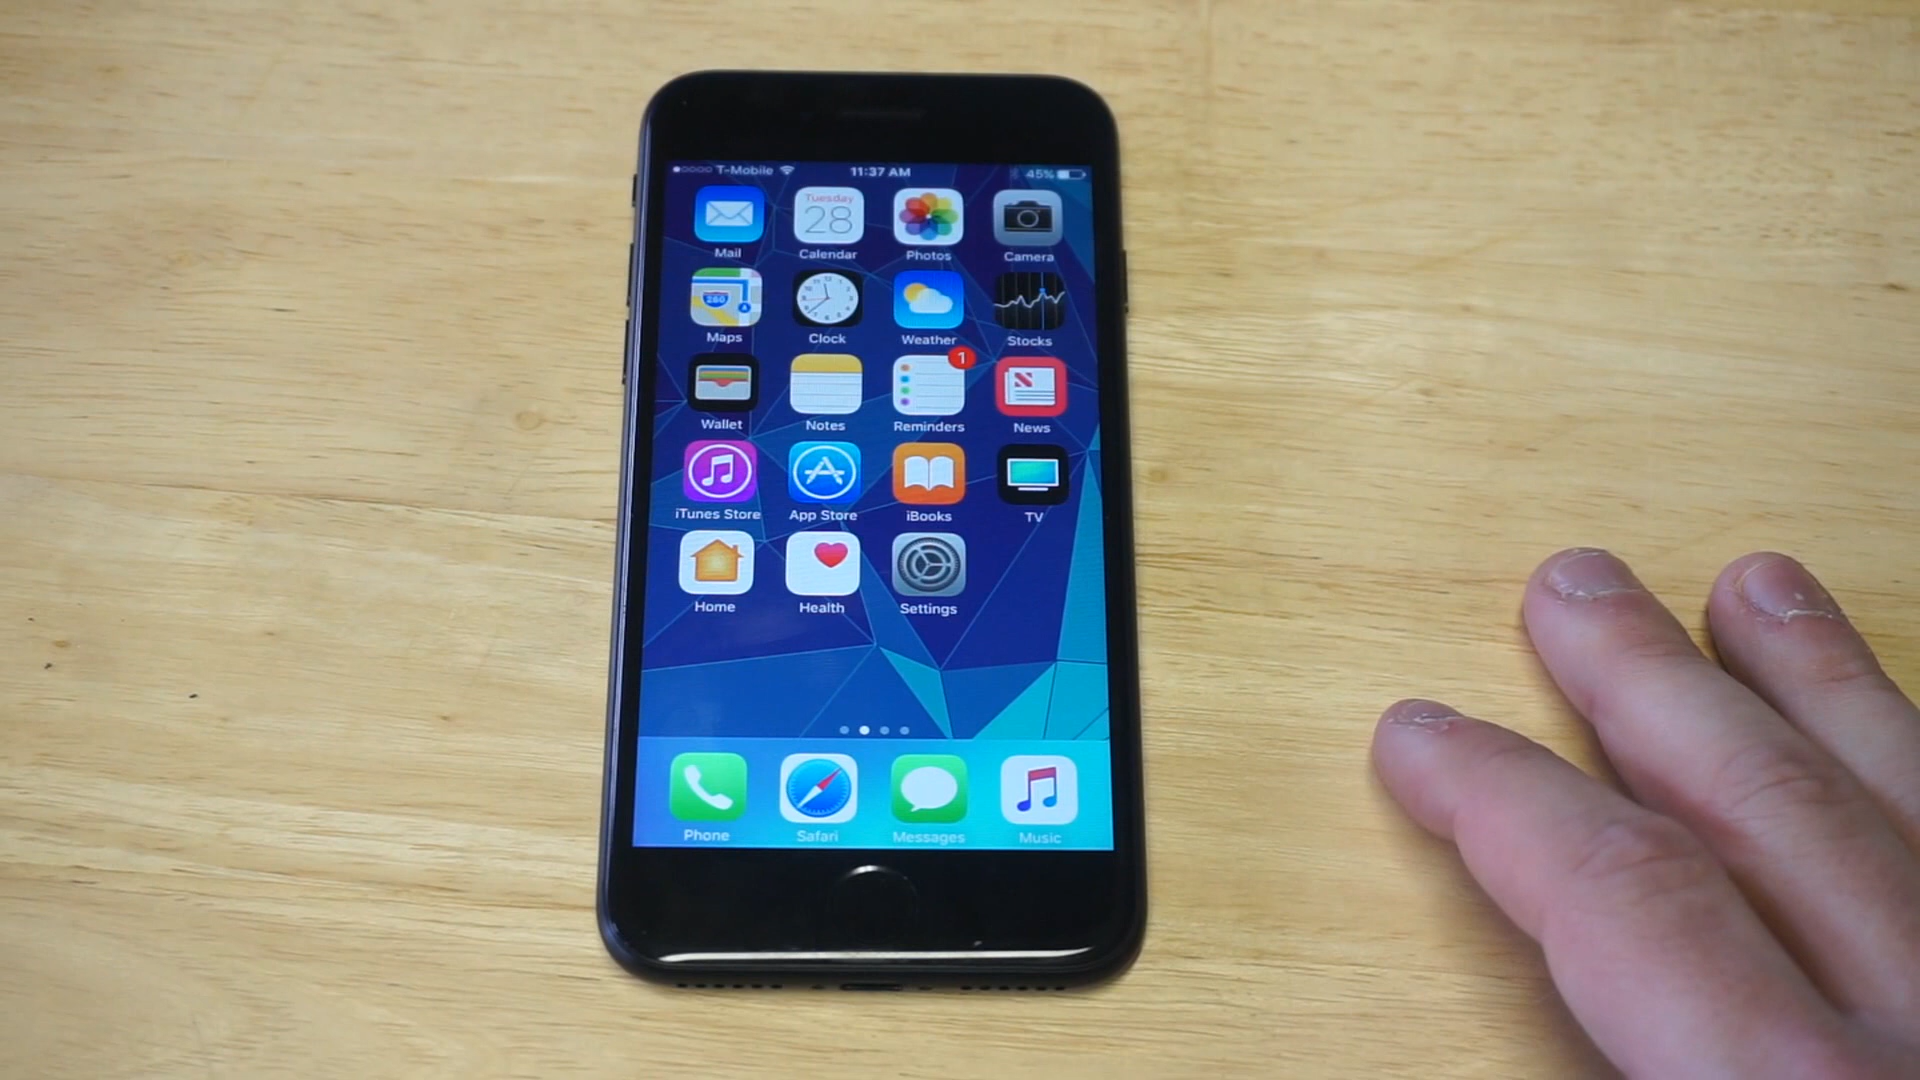 T-Mobile 11:37 AM 45%
Tuesday
28
Mail Calendar Photos Camera
280
Maps Clock Weather Stocks
1
Wallet Notes Reminders News
iTunes Store App Store iBooks TV
Home Health Settings
Phone Safari Messages Music